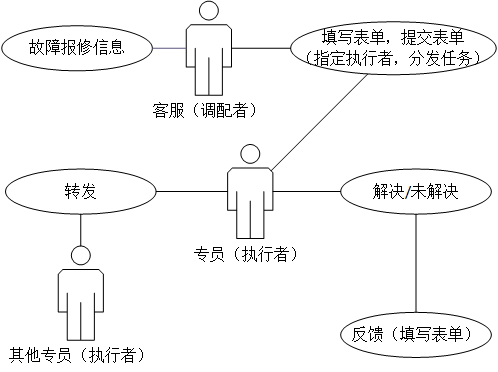 故障报修信息
填写表单，提交表单
（指定执行者，分发任务）
客服（调配者）
转发
解决/未解决
专员（执行者）
反馈（填写表单）
其他专员（执行者）